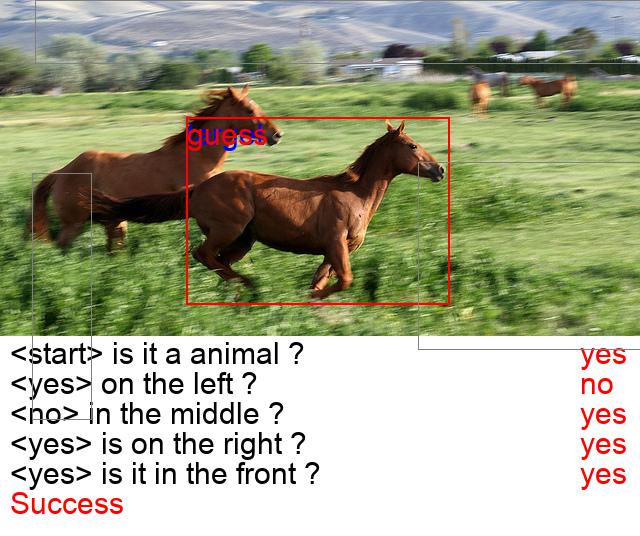 guess
<start> is it a animal ? yes
<yes> on the left ? no
<no> in the middle ? yes
<yes> is on the right ? yes
<yes> is it in the front ? yes
Success